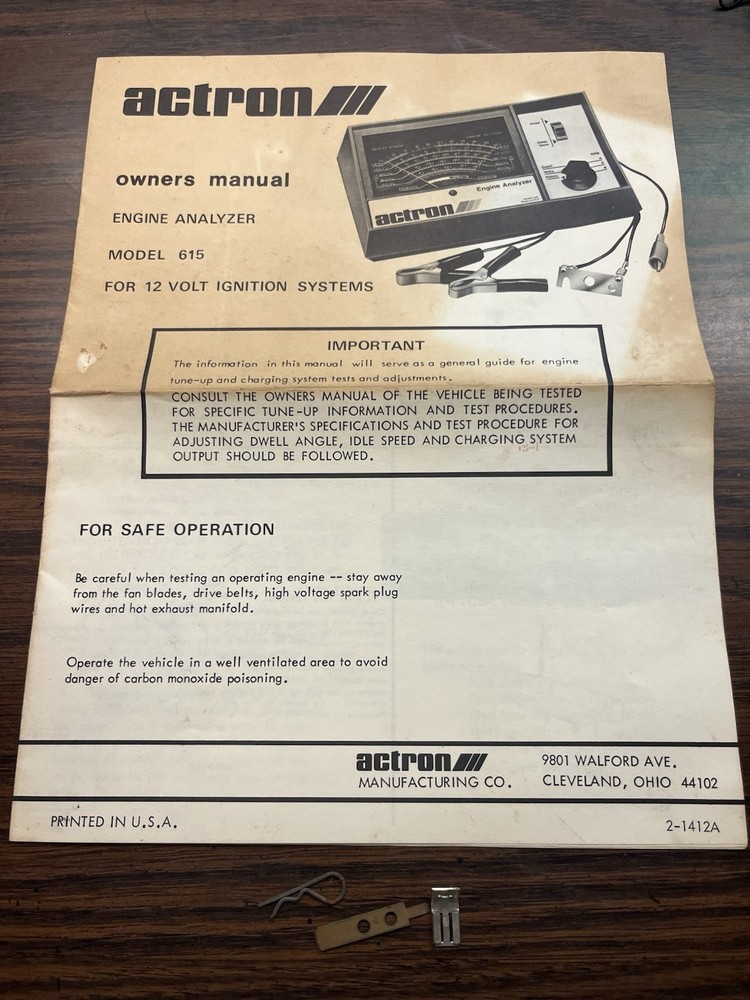 actron
owners manual
ENGINE ANALYZER
MODEL 615
FOR 12 VOLT IGNITION SYSTEMS
Engine Analyzer
actron
IMPORTANT
The information in this manual will serve as a general guide for engine
tune-up and charging system tests and adjustments.
CONSULT THE OWNERS MANUAL OF THE VEHICLE BEING TESTED
FOR SPECIFIC TUNE-UP INFORMATION AND TEST PROCEDURES.
THE MANUFACTURER'S SPECIFICATIONS AND TEST PROCEDURE FOR
ADJUSTING DWELL ANGLE, IDLE SPEED AND CHARGING SYSTEM
OUTPUT SHOULD BE FOLLOWED.
FOR SAFE OPERATION
Be careful when testing an operating engine -- stay away
from the fan blades, drive belts, high voltage spark plug
wires and hot exhaust manifold.
Operate the vehicle in a well ventilated area to avoid
danger of carbon monoxide poisoning.
actron
MANUFACTURING CO.
9801 WALFORD AVE.
CLEVELAND, OHIO 44102
PRINTED IN U.S.A.
2-1412A